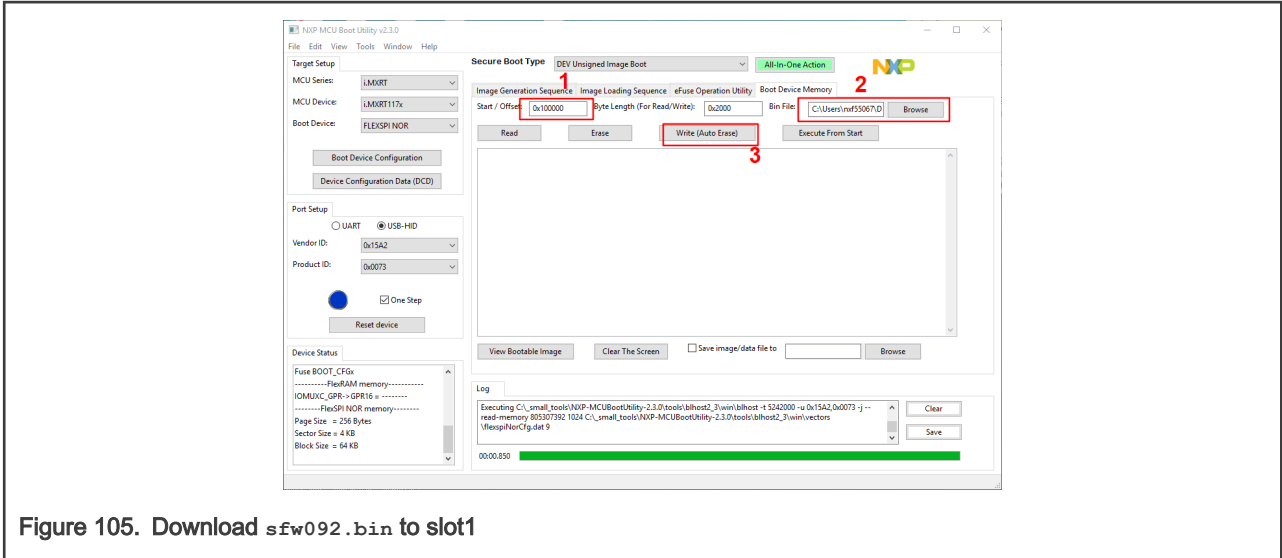 NXP MCU Boot Utility v2.3.0
File Edit View Tools Window Help
Target Setup
MCU Series: i.MXRT
MCU Device: i.MXRT117x
Boot Device: FLEXSPI NOR
Boot Device Configuration
Device Configuration Data (DCD)
Port Setup
UART USB-HID
Vendor ID: 0x15A2
Product ID: 0x0073
One Step
Reset device
Device Status
Fuse BOOT_CFGx
----------FlexRAM memory-----------
IOMUXC_GPR->GPR16 = --------
--------FlexSPI NOR memory--------
Page Size = 256 Bytes
Sector Size = 4 KB
Block Size = 64 KB
Secure Boot Type DEV Unsigned Image Boot All-In-One Action NXP
1 2
Image Generation Sequence Image Loading Sequence eFuse Operation Utility Boot Device Memory
Start / Offset: 0x100000 Byte Length (For Read/Write): 0x2000 Bin File: C:\Users\nxf55067\D Browse
Read Erase Write (Auto Erase) Execute From Start
3
View Bootable Image Clear The Screen Save image/data file to Browse
Log
Executing C:\_small_tools\NXP-MCUBootUtility-2.3.0\tools\blhost2_3\win\blhost -t 5242000 -u 0x15A2,0x0073 -j --
read-memory 805307392 1024 C:\_small_tools\NXP-MCUBootUtility-2.3.0\tools\blhost2_3\win\vectors
\flexspiNorCfg.dat 9
Clear
Save
00:00.850
Figure 105. Download sfw092.bin to slot1